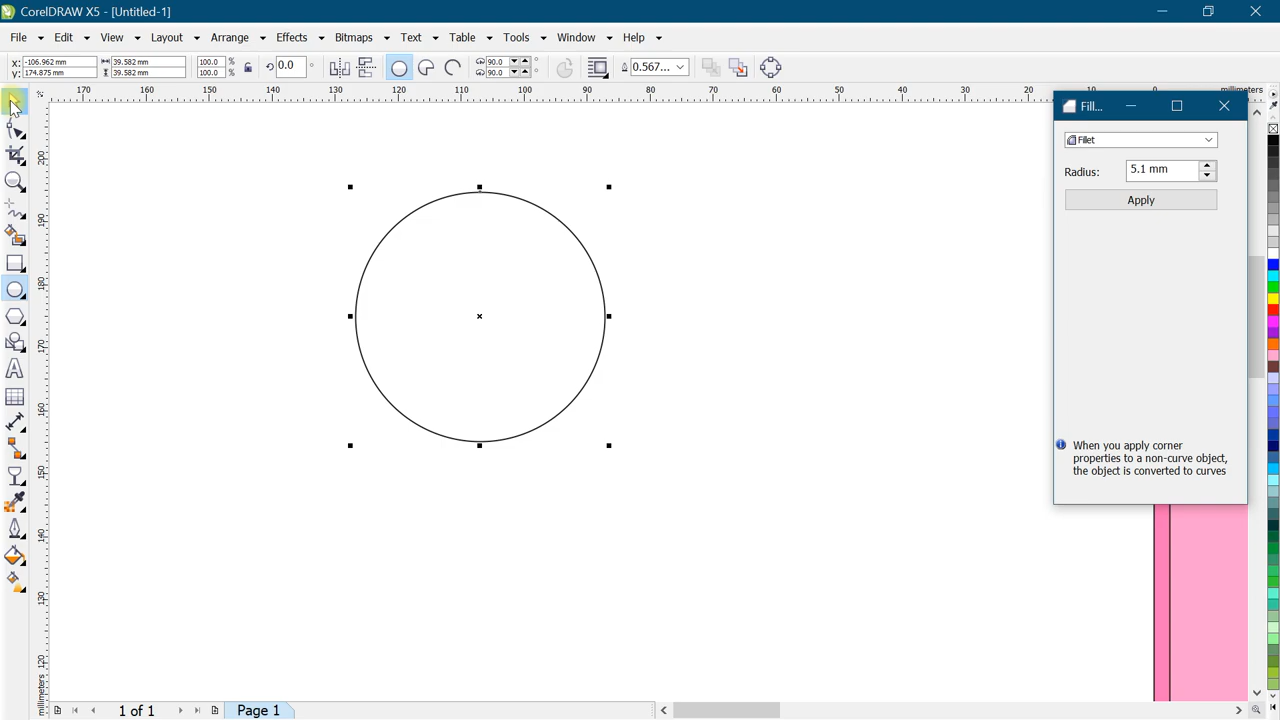 CorelDRAW X5 - [Untitled-1]
File Edit View Layout Arrange Effects Bitmaps Text Table Tools Window Help
x: -106.962 mm 39.582 mm 100.0 % 0.0 ° 90.0 ° 0.567...
y: 174.875 mm 39.582 mm 100.0 % 90.0
170 160 150 140 130 120 110 100 90 80 70 60 50 40 30 20 10 0 millimeters
200
190
180
170
160
150
140
130
120
millimeters
Fill...
Fillet
Radius: 5.1 mm
Apply
When you apply corner
properties to a non-curve object,
the object is converted to curves
1 of 1 Page 1